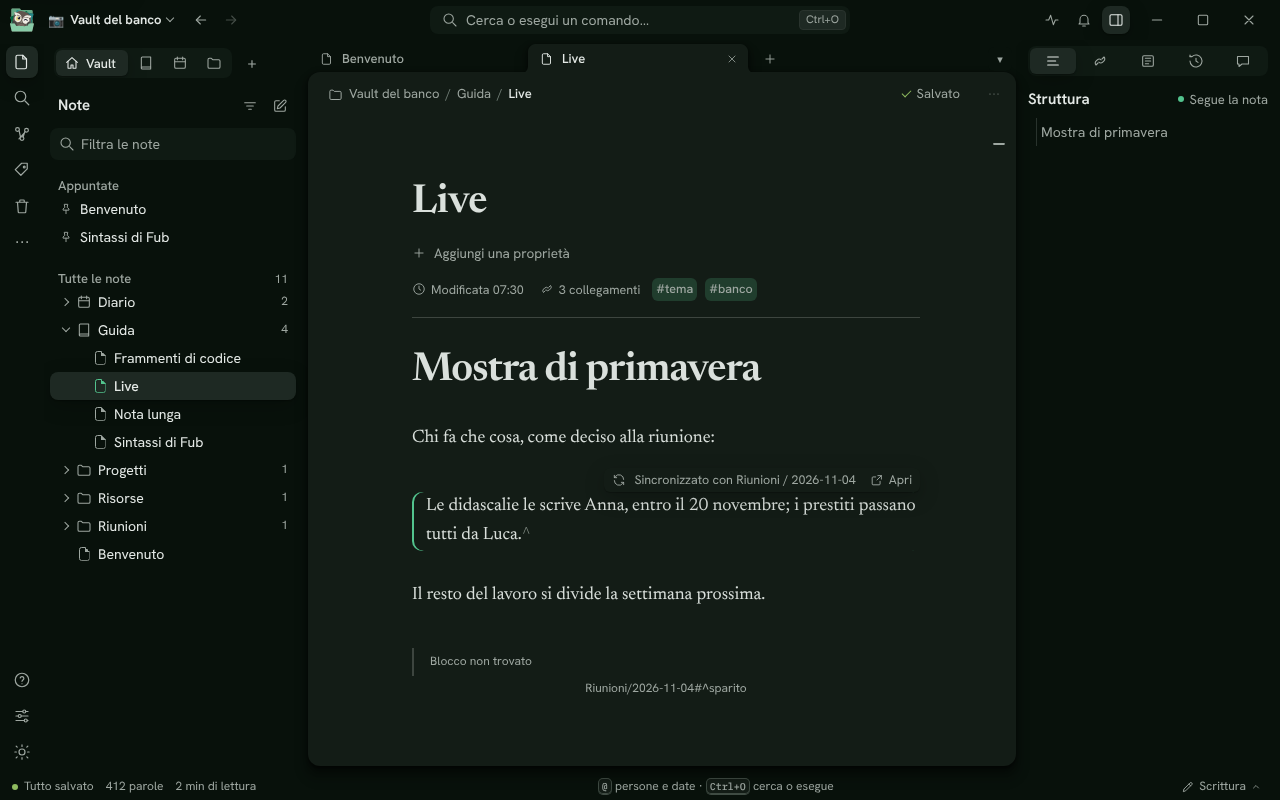 Vault del banco
Cerca o esegui un comando...
Ctrl+O
Vault
Benvenuto
Live
Note
Filtra le note
Appuntate
Benvenuto
Sintassi di Fub
Tutte le note 11
Diario 2
Guida 4
Frammenti di codice
Live
Nota lunga
Sintassi di Fub
Progetti 1
Risorse 1
Riunioni 1
Benvenuto
Vault del banco / Guida / Live
Salvato
Live
Aggiungi una proprietà
Modificata 07:30
3 collegamenti
#tema
#banco
Mostra di primavera
Chi fa che cosa, come deciso alla riunione:
Sincronizzato con Riunioni / 2026-11-04
Apri
Le didascalie le scrive Anna, entro il 20 novembre; i prestiti passano
tutti da Luca.^
Il resto del lavoro si divide la settimana prossima.
Blocco non trovato
Riunioni/2026-11-04#^sparito
Struttura
Segue la nota
Mostra di primavera
Tutto salvato
412 parole
2 min di lettura
@ persone e date · Ctrl+O cerca o esegue
Scrittura